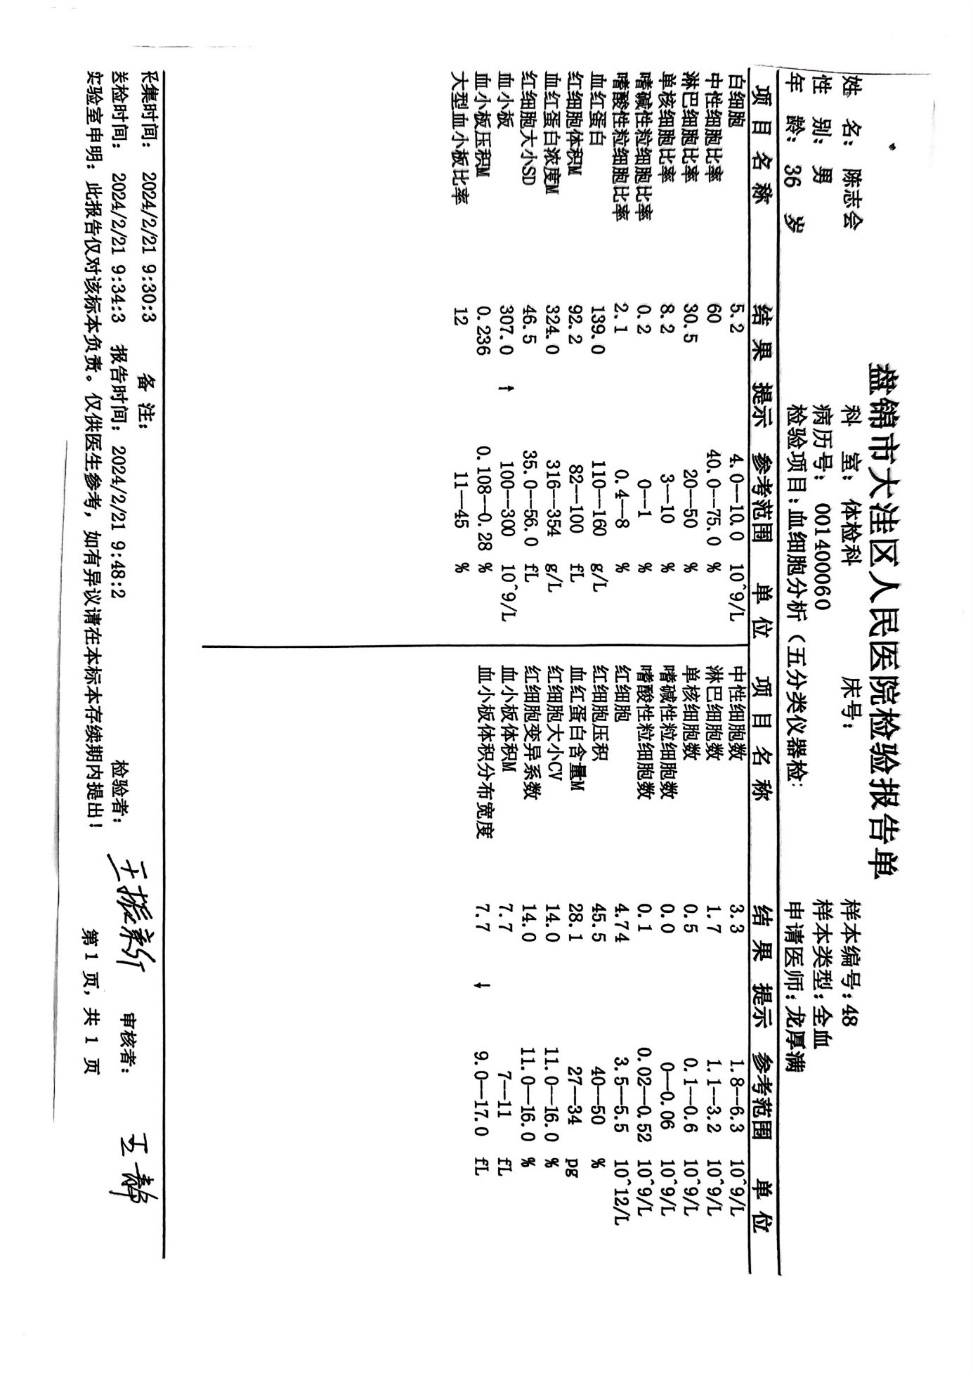 盘锦市大洼区人民医院检验报告单
姓 名: 陈志会 科 室: 体检科 床号: 样本编号:48
性 别: 男 病历号: 001400060 样本类型:全血
年 龄: 36 岁 检验项目:血细胞分析（五分类仪器检: 申请医师:龙厚满
项 目 名 称 结 果 提示 参考范围 单 位 项 目 名 称 结 果 提示 参考范围 单 位
白细胞 5.2 4.0--10.0 10^9/L 中性细胞数 3.3 1.8--6.3 10^9/L
中性细胞比率 60 40.0--75.0 % 淋巴细胞数 1.7 1.1--3.2 10^9/L
淋巴细胞比率 30.5 20--50 % 单核细胞数 0.5 0.1--0.6 10^9/L
单核细胞比率 8.2 3--10 % 嗜碱性粒细胞数 0.0 0--0.06 10^9/L
嗜碱性粒细胞比率 0.2 0--1 % 嗜酸性粒细胞数 0.1 0.02--0.52 10^9/L
嗜酸性粒细胞比率 2.1 0.4--8 % 红细胞 4.74 3.5--5.5 10^12/L
血红蛋白 139.0 110--160 g/L 红细胞压积 45.5 40--50 %
红细胞体积M 92.2 82--100 fL 血红蛋白含量M 28.1 27--34 pg
血红蛋白浓度M 324.0 316--354 g/L 红细胞大小CV 14.0 11.0--16.0 %
红细胞大小SD 46.5 35.0--56.0 fL 红细胞变异系数 14.0 11.0--16.0 %
血小板 307.0 ↑ 100--300 10^9/L 血小板体积M 7.7 7--11 fL
血小板压积M 0.236 0.108--0.28 % 血小板体积分布宽度 7.7 ↓ 9.0--17.0 fL
大型血小板比率 12 11--45 %
采集时间: 2024/2/21 9:30:3 备 注:
送检时间: 2024/2/21 9:34:3 报告时间: 2024/2/21 9:48:2 检验者: 王振新 审核者: 王静
实验室申明: 此报告仅对该标本负责。仅供医生参考, 如有异议请在本标本存续期内提出! 第 1 页, 共 1 页